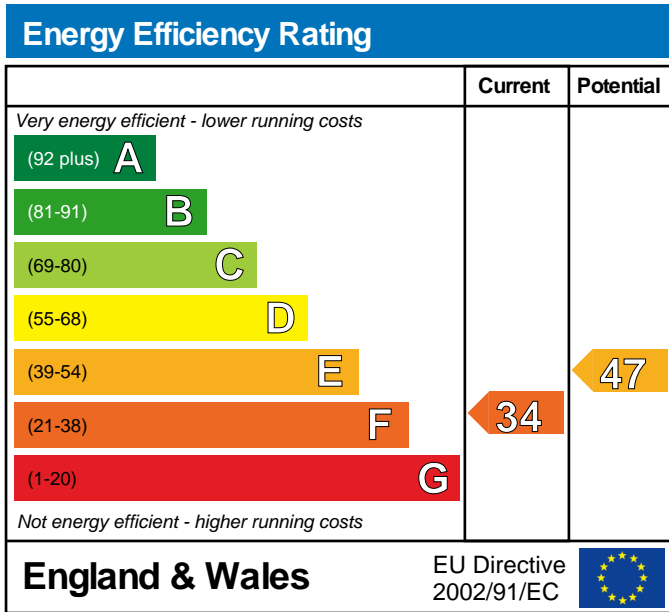 Energy Efficiency Rating
Current Potential
Very energy efficient - lower running costs
(92 plus) A
(81-91) B
(69-80) C
(55-68) D
(39-54) E 47
(21-38) F 34
(1-20) G
Not energy efficient - higher running costs
England & Wales
EU Directive
2002/91/EC